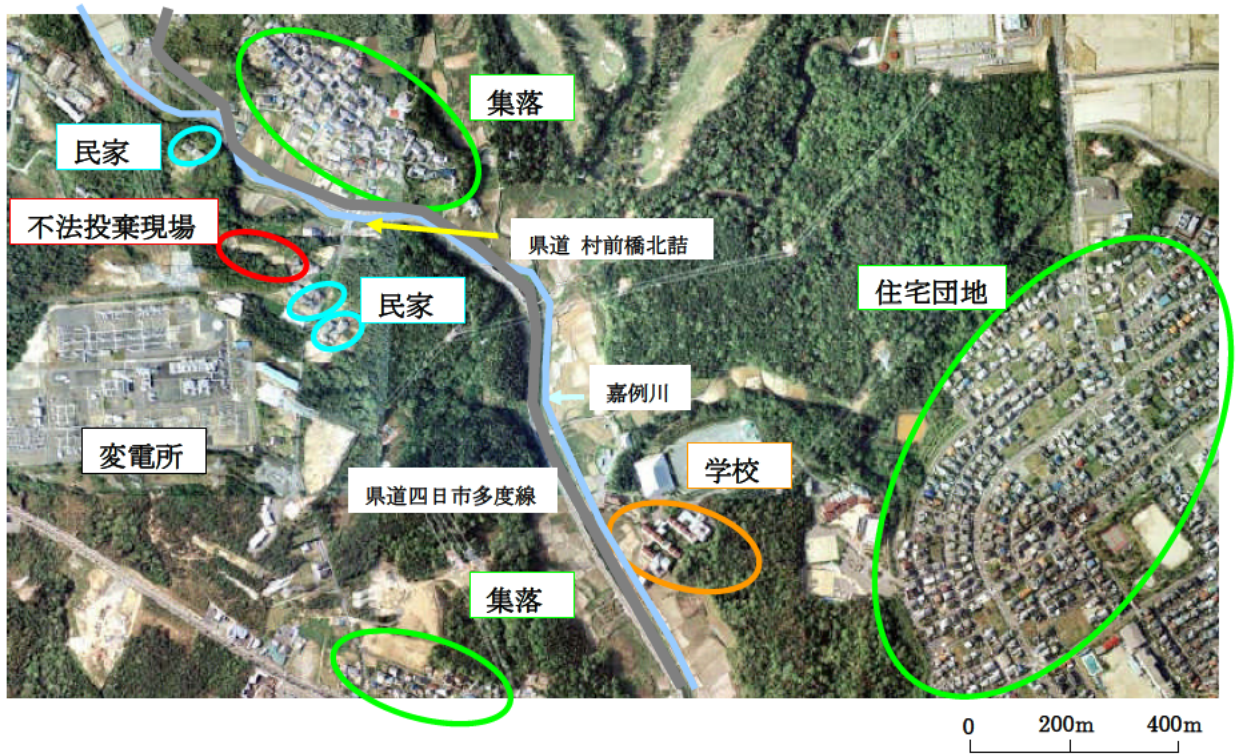 集落
民家
不法投棄現場
県道 村前橋北詰
民家
住宅団地
嘉例川
変電所
学校
県道四日市多度線
集落
0 200m 400m